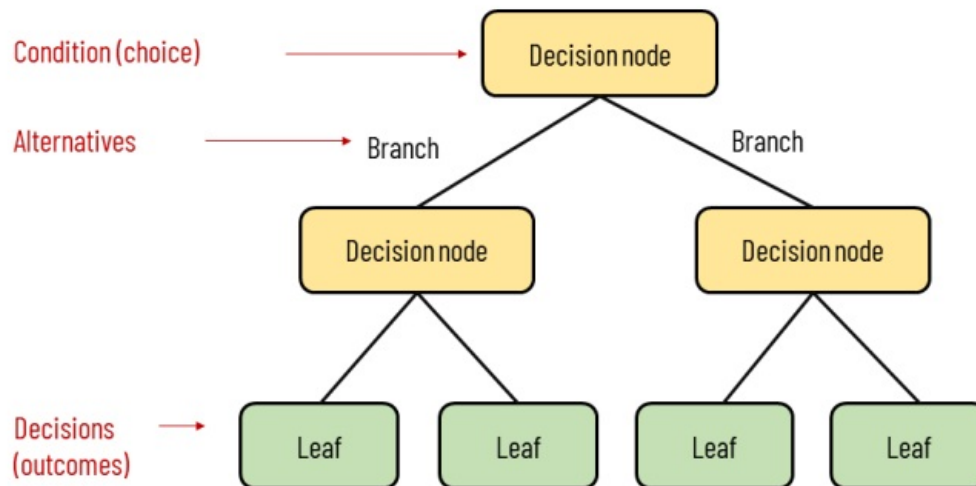 Condition (choice)
Decision node
Alternatives
Branch
Branch
Decision node
Decision node
Decisions
(outcomes)
Leaf
Leaf
Leaf
Leaf